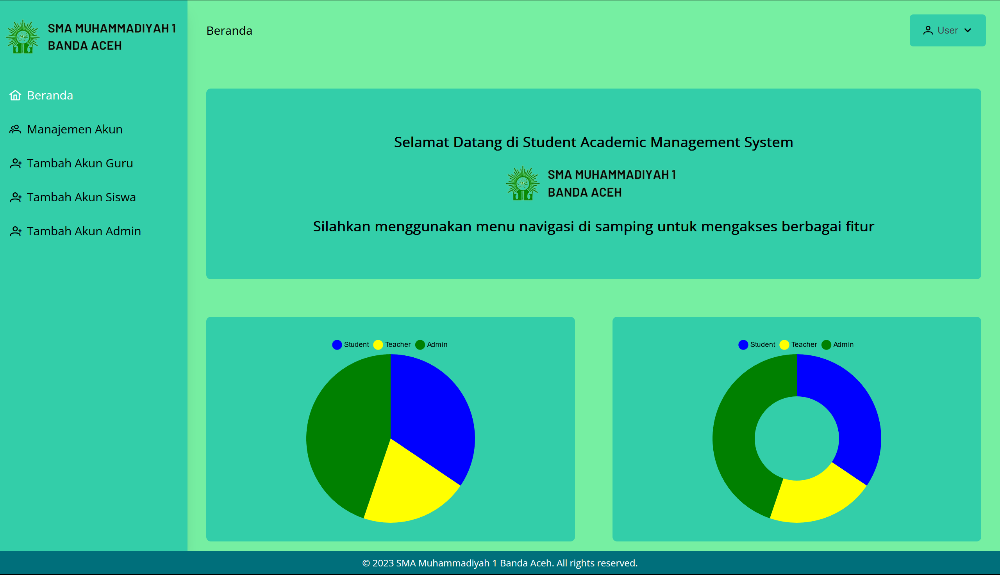 SMA MUHAMMADIYAH 1
BANDA ACEH
Beranda
Manajemen Akun
Tambah Akun Guru
Tambah Akun Siswa
Tambah Akun Admin
Beranda
User
Selamat Datang di Student Academic Management System
SMA MUHAMMADIYAH 1
BANDA ACEH
Silahkan menggunakan menu navigasi di samping untuk mengakses berbagai fitur
Student Teacher Admin
Student Teacher Admin
© 2023 SMA Muhammadiyah 1 Banda Aceh. All rights reserved.